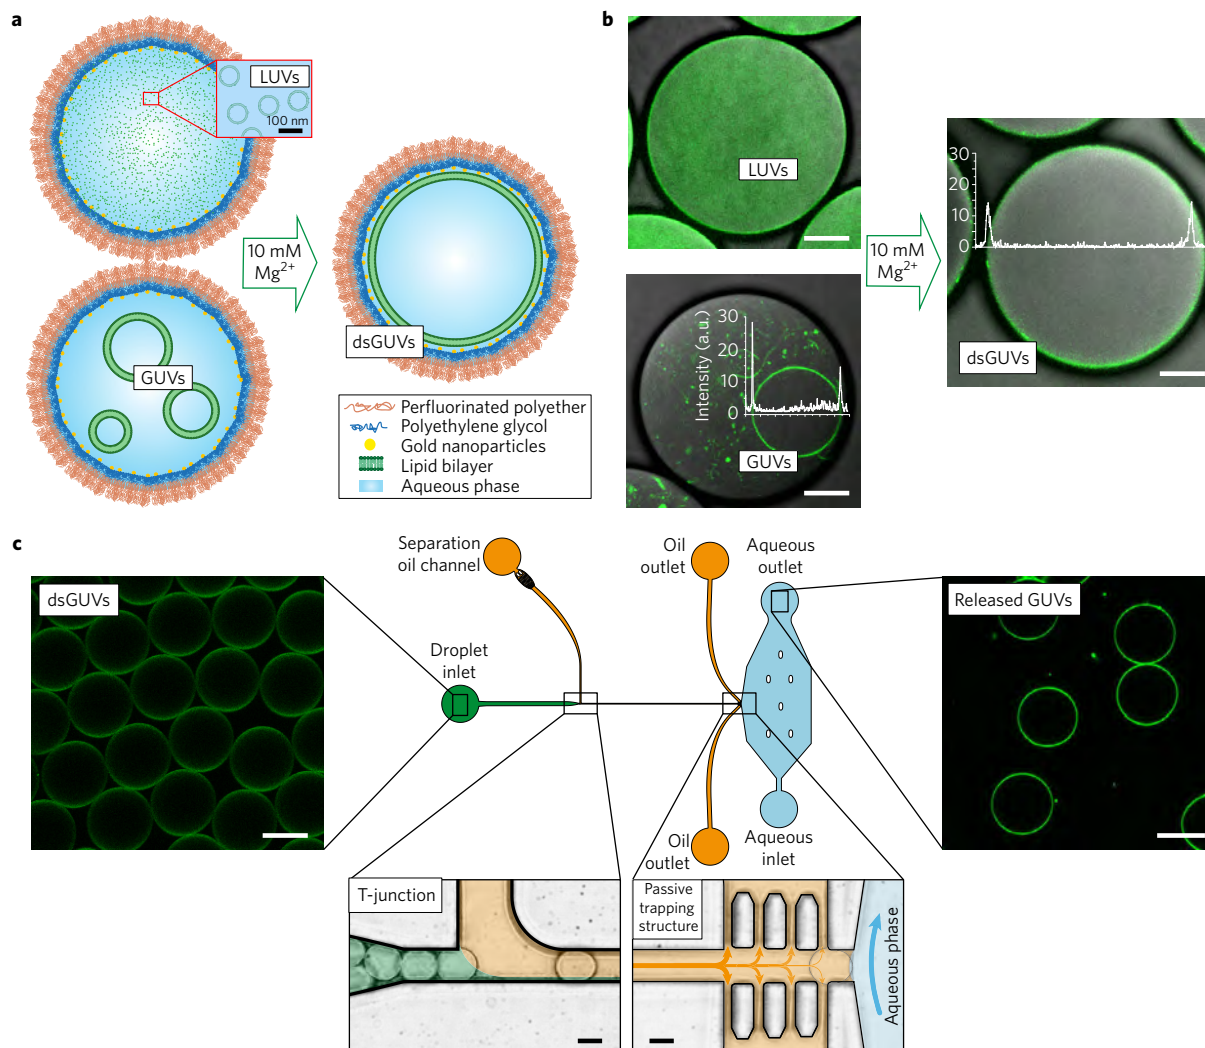 a
LUVs
100 nm
10 mM
Mg2+
GUVs
dsGUVs
Perfluorinated polyether
Polyethylene glycol
Gold nanoparticles
Lipid bilayer
Aqueous phase
b
LUVs
10 mM
Mg2+
30
20
10
0
dsGUVs
Intensity (a.u.)
30
20
10
0
GUVs
c
dsGUVs
Separation
oil channel
Droplet
inlet
Oil
outlet
Aqueous
outlet
Released GUVs
Oil
outlet
Aqueous
inlet
T-junction
Passive
trapping
structure
Aqueous phase